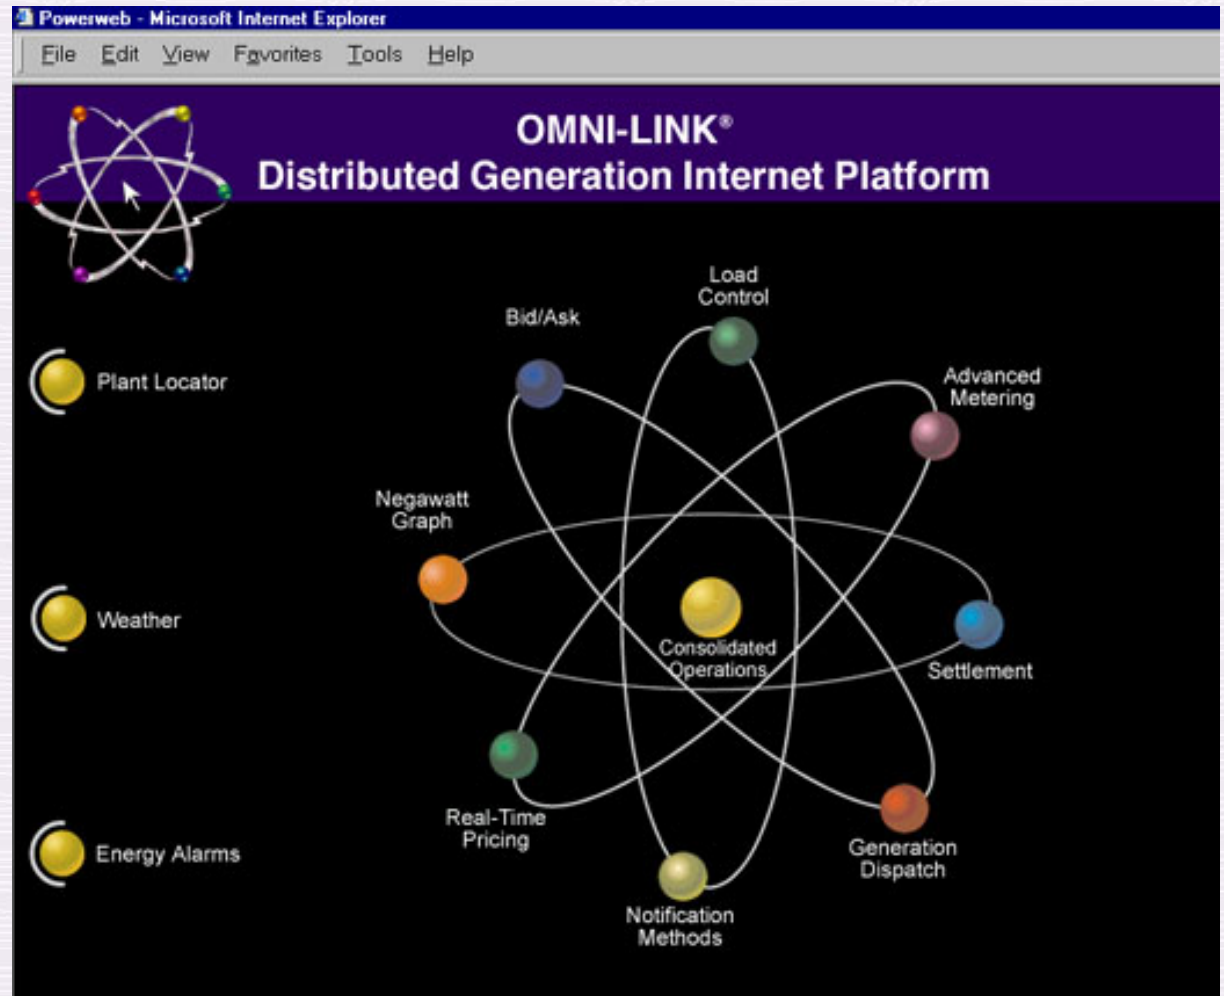 Powerweb - Microsoft Internet Explorer
File Edit View Favorites Tools Help
OMNI-LINK®
Distributed Generation Internet Platform
Load
Control
Bid/Ask
Advanced
Metering
Plant Locator
Negawatt
Graph
Weather
Consolidated
Operations
Settlement
Real-Time
Pricing
Generation
Dispatch
Energy Alarms
Notification
Methods